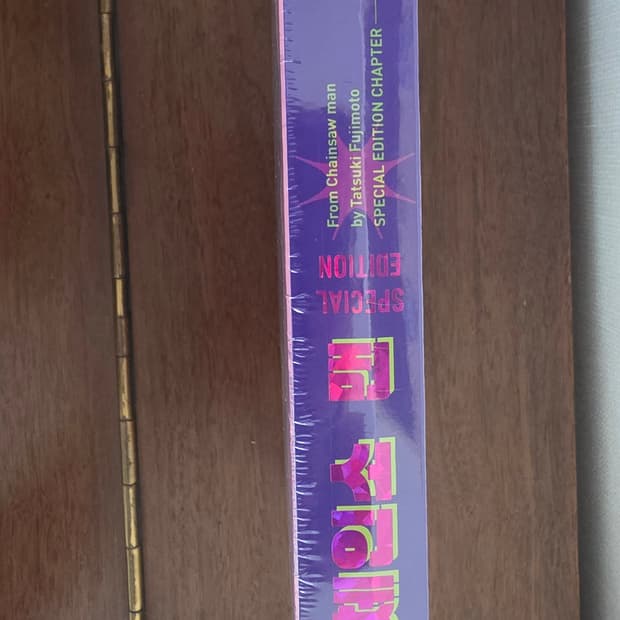 From Chainsaw man
by Tatsuki Fujimoto
SPECIAL EDITION CHAPTER
SPECIAL
EDITION